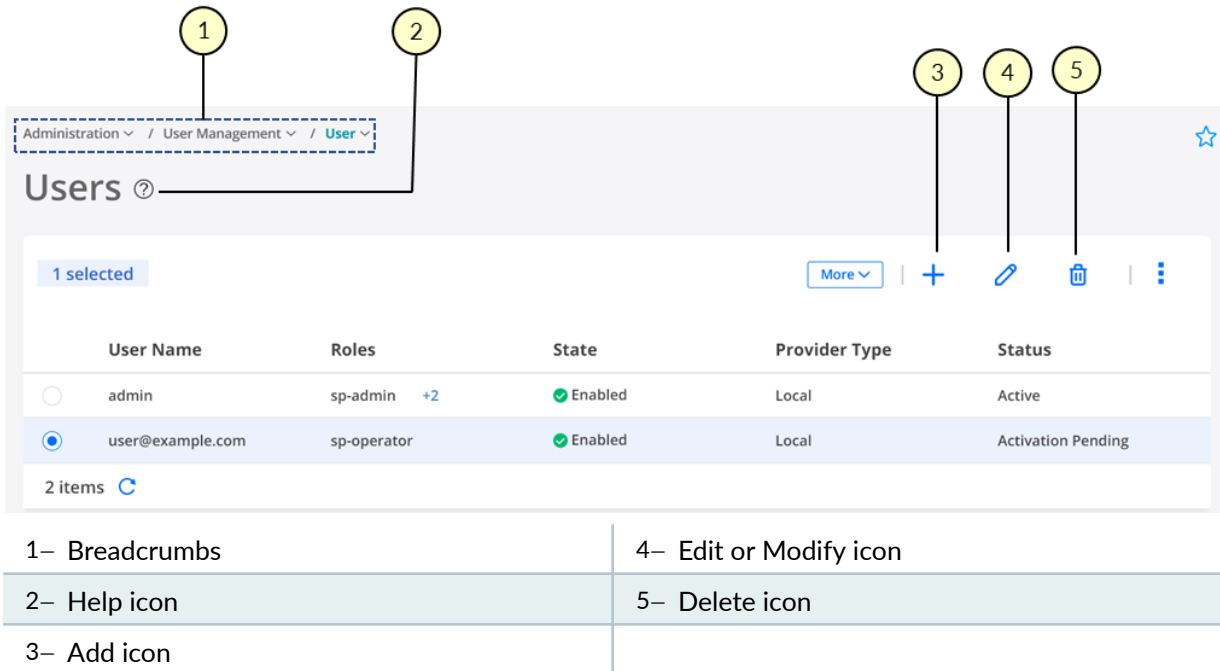 1 2
3 4 5
Administration / User Management / User
Users ?
1 selected More
User Name Roles State Provider Type Status
admin sp-admin +2 Enabled Local Active
user@example.com sp-operator Enabled Local Activation Pending
2 items
1– Breadcrumbs 4– Edit or Modify icon
2– Help icon 5– Delete icon
3– Add icon